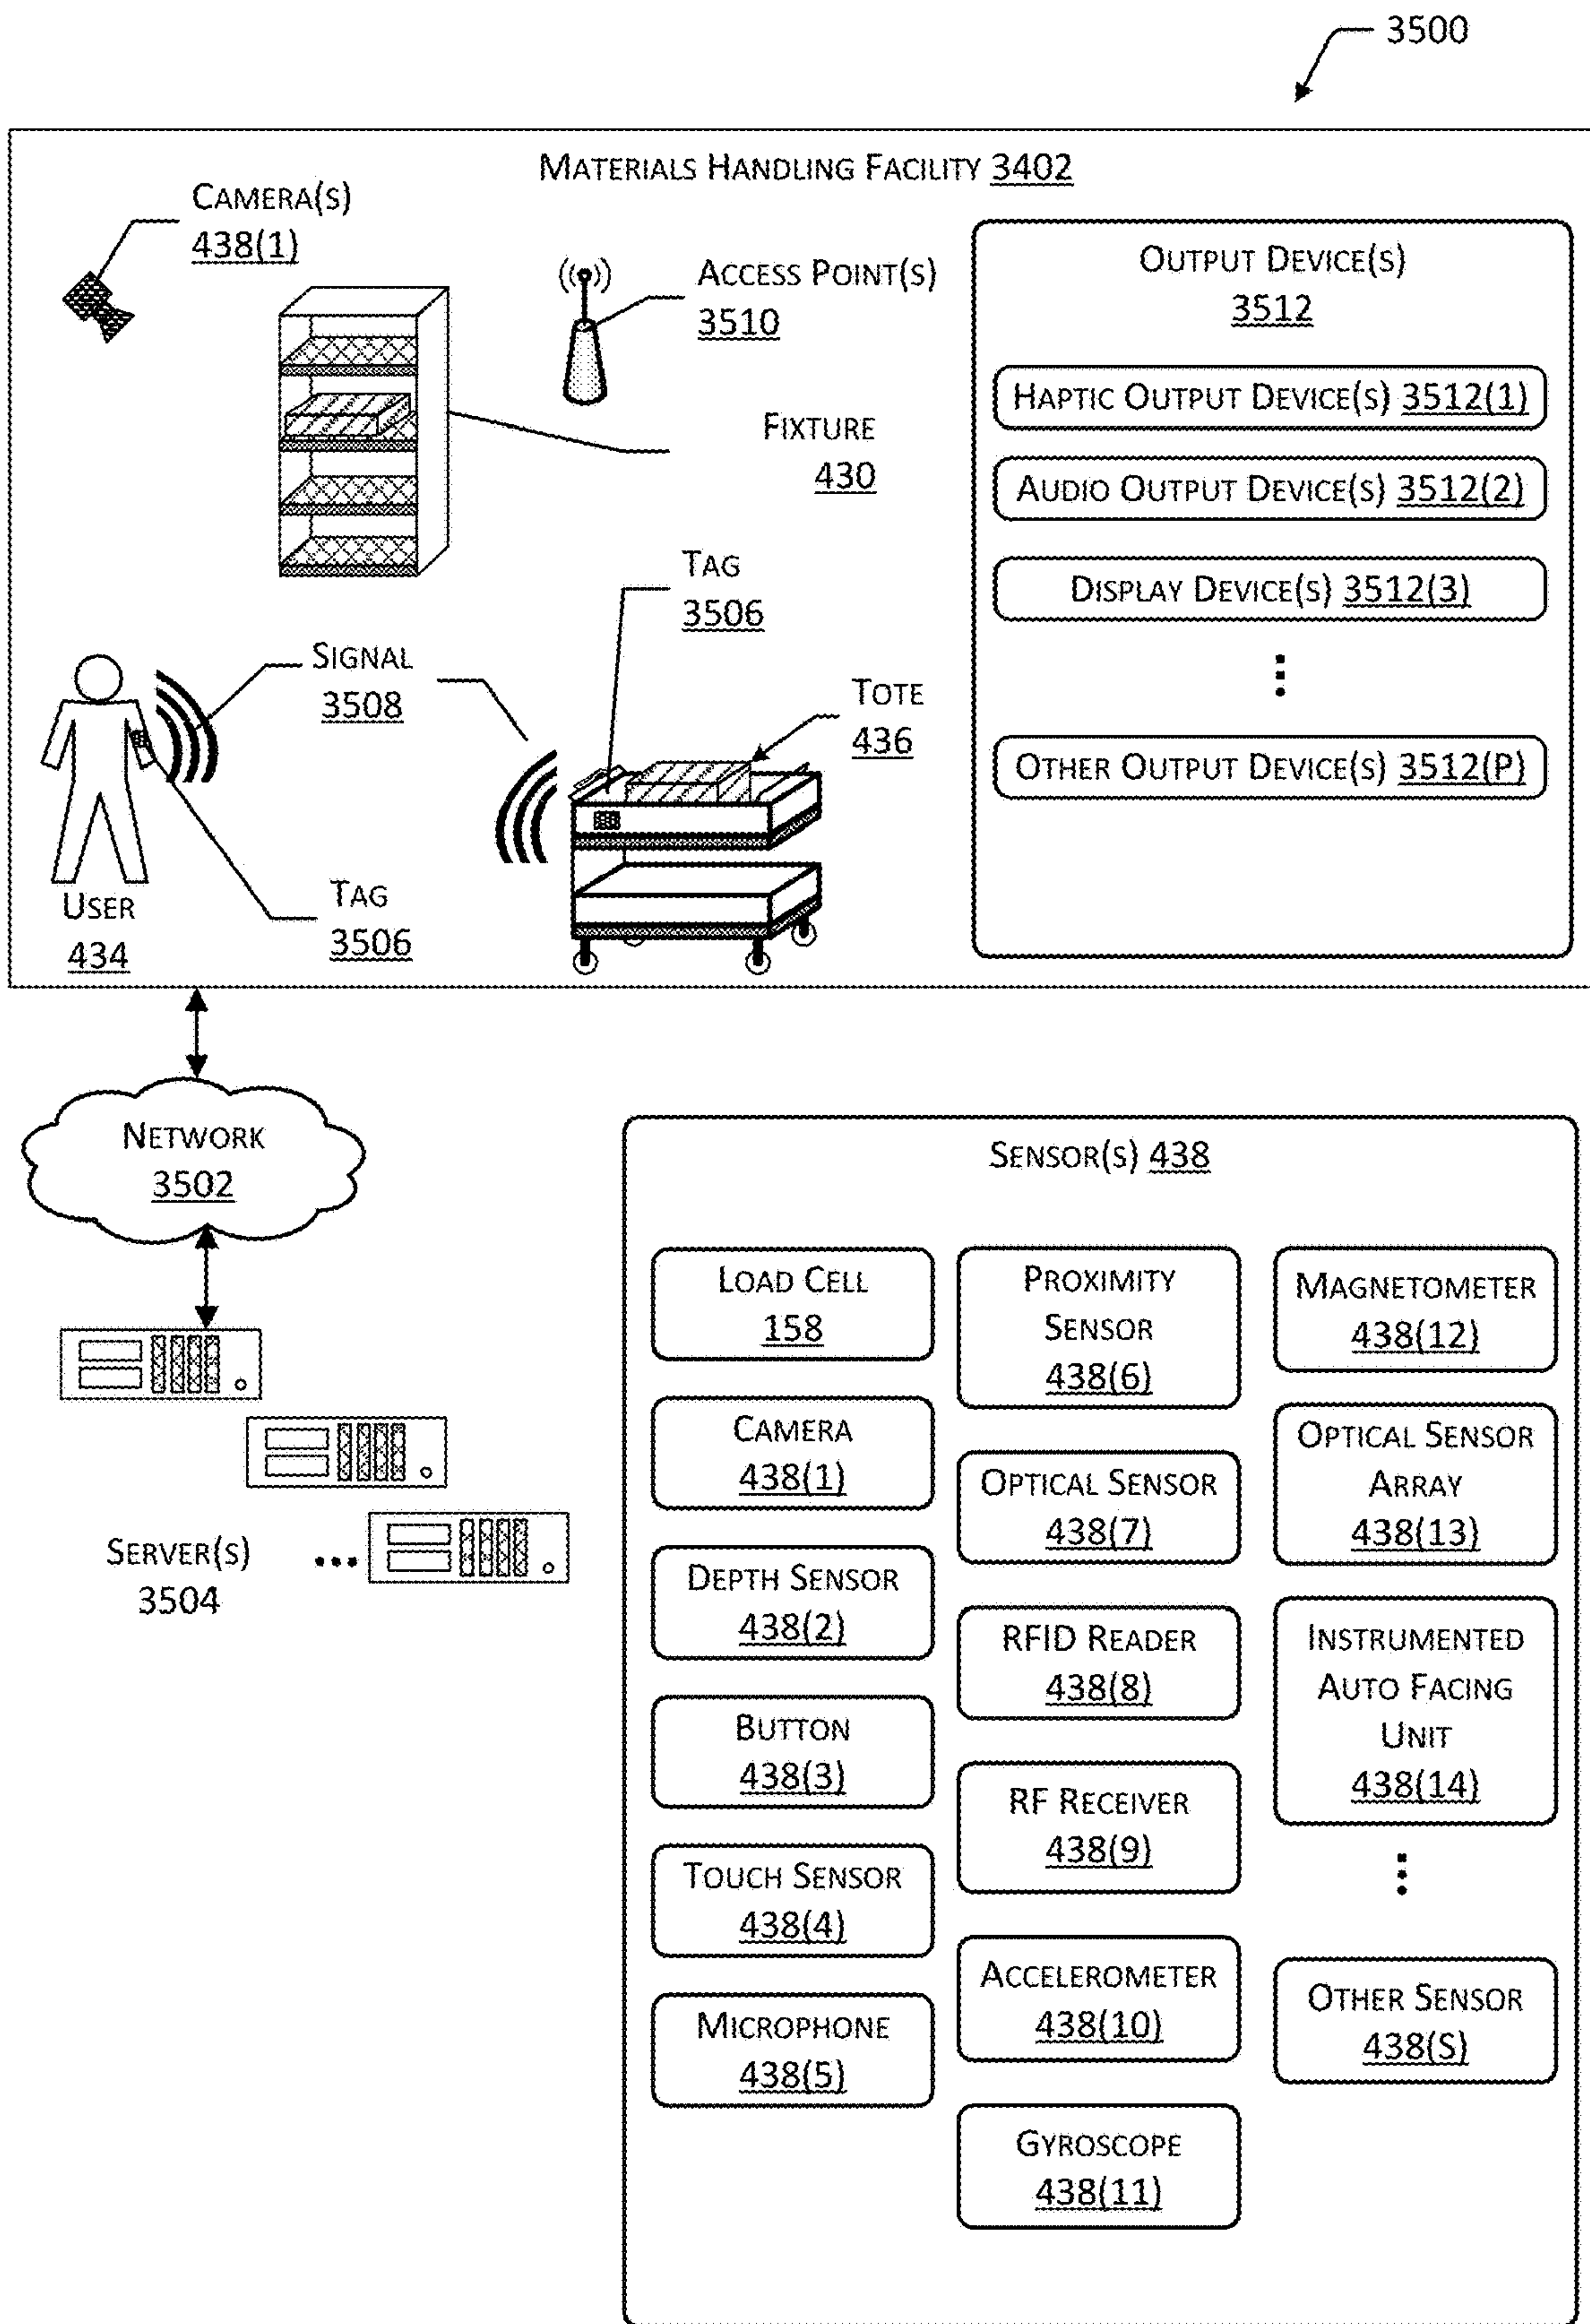 3500
MATERIALS HANDLING FACILITY 3402
CAMERA(S)
438(1)
ACCESS POINT(S)
3510
FIXTURE
430
TAG
3506
SIGNAL
3508
TOTE
436
USER
434
TAG
3506
OUTPUT DEVICE(S)
3512
HAPTIC OUTPUT DEVICE(S) 3512(1)
AUDIO OUTPUT DEVICE(S) 3512(2)
DISPLAY DEVICE(S) 3512(3)
OTHER OUTPUT DEVICE(S) 3512(P)
NETWORK
3502
SERVER(S)
3504
SENSOR(S) 438
LOAD CELL
158
CAMERA
438(1)
DEPTH SENSOR
438(2)
BUTTON
438(3)
TOUCH SENSOR
438(4)
MICROPHONE
438(5)
PROXIMITY
SENSOR
438(6)
OPTICAL SENSOR
438(7)
RFID READER
438(8)
RF RECEIVER
438(9)
ACCELEROMETER
438(10)
GYROSCOPE
438(11)
MAGNETOMETER
438(12)
OPTICAL SENSOR
ARRAY
438(13)
INSTRUMENTED
AUTO FACING
UNIT
438(14)
OTHER SENSOR
438(S)